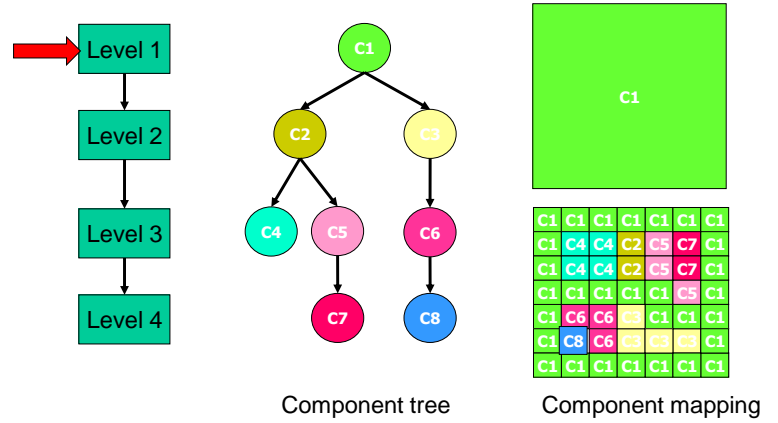 Level 1
Level 2
Level 3
Level 4
C1
C2
C3
C4
C5
C6
C7
C8
Component tree
C1
C1 C1 C1 C1 C1 C1 C1
C1 C4 C4 C2 C5 C7 C1
C1 C4 C4 C2 C5 C7 C1
C1 C1 C1 C1 C1 C5 C1
C1 C6 C6 C3 C1 C1 C1
C1 C8 C6 C3 C3 C3 C1
C1 C1 C1 C1 C1 C1 C1
Component mapping